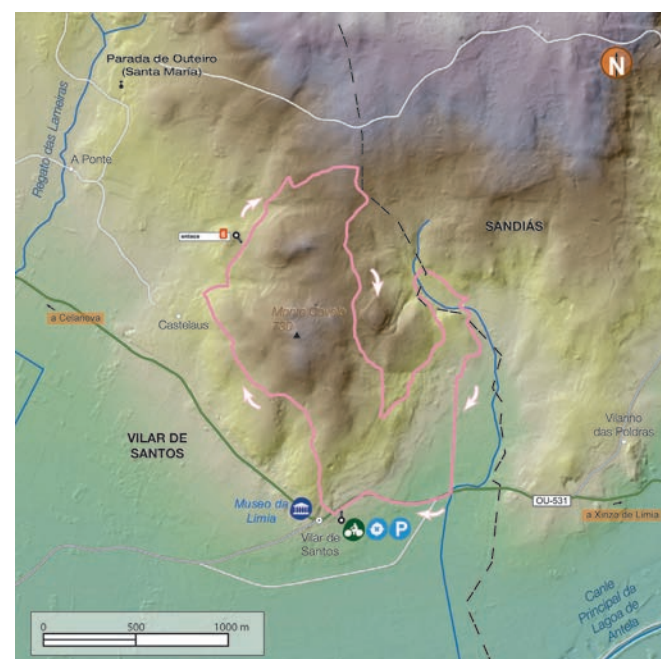 Parada de Outeiro
(Santa María)
N
Regato das Lameiras
A Ponte
SANDIÁS
enlace
a Celanova
Castelaus
VILAR DE
SANTOS
Vilariño
das Poldras
Museo da
Limia
OU-531
a Xinzo de Limia
Vilar de
Santos
P
Canle
Principal da
Lagoa de
Antela
0 500 1000 m